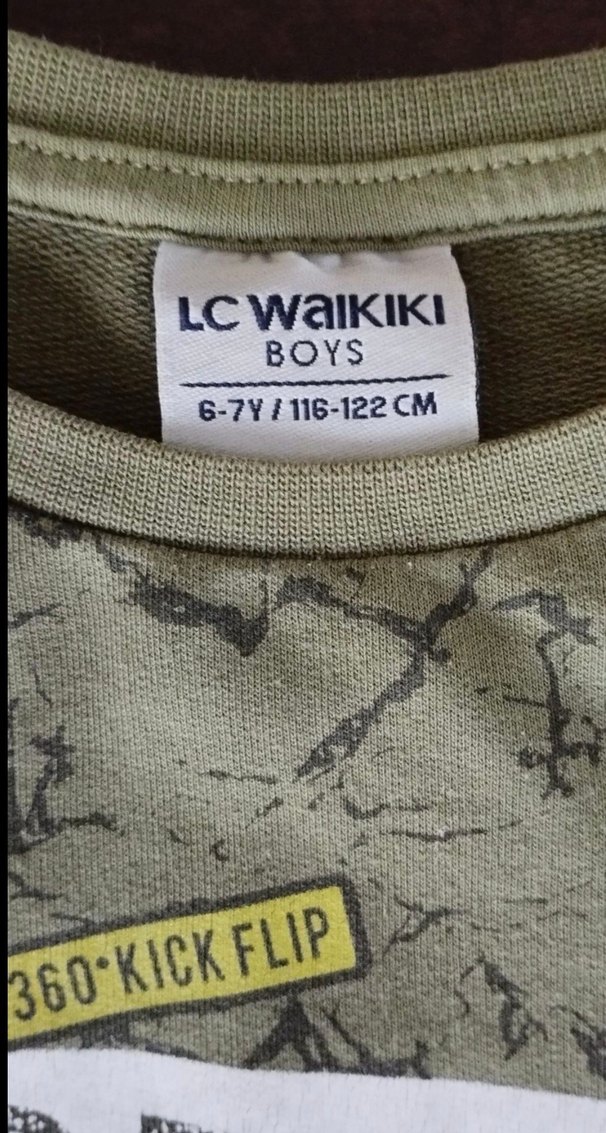 LC WAIKIKI
BOYS
6-7Y / 116-122 CM
360° KICK FLIP